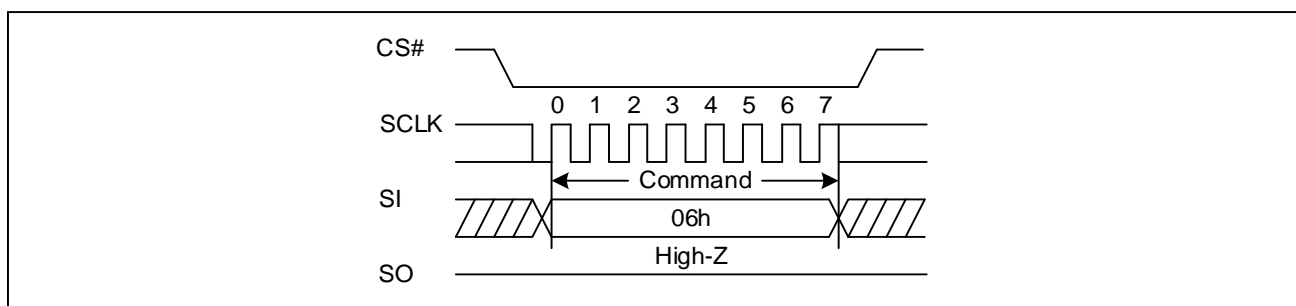 CS#
0 1 2 3 4 5 6 7
SCLK
Command
SI
06h
High-Z
SO